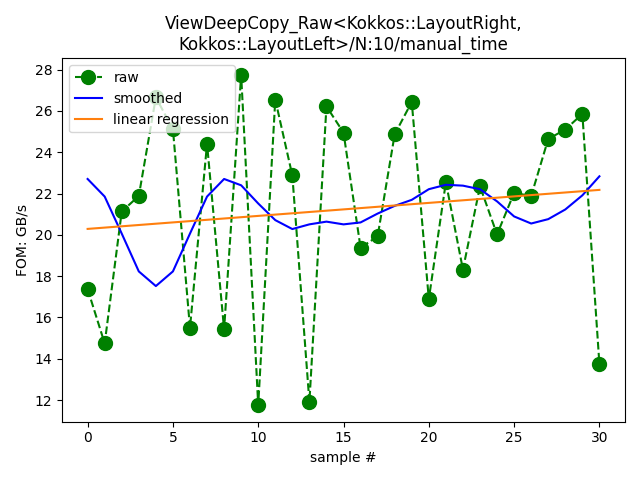 ViewDeepCopy_Raw<Kokkos::LayoutRight,
Kokkos::LayoutLeft>/N:10/manual_time
raw
smoothed
linear regression
FOM: GB/s
28
26
24
22
20
18
16
14
12
0
5
10
15
20
25
30
sample #